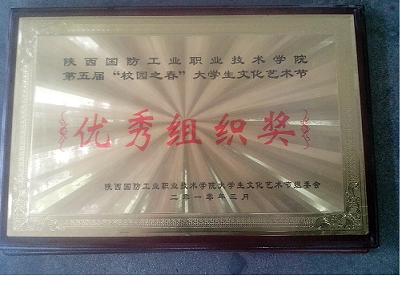 陕西国防工业职业技术学院
第五届“校园之春”大学生文化艺术节
优秀组织奖
陕西国防工业职业技术学院大学生文化艺术节组委会
二〇一〇年三月